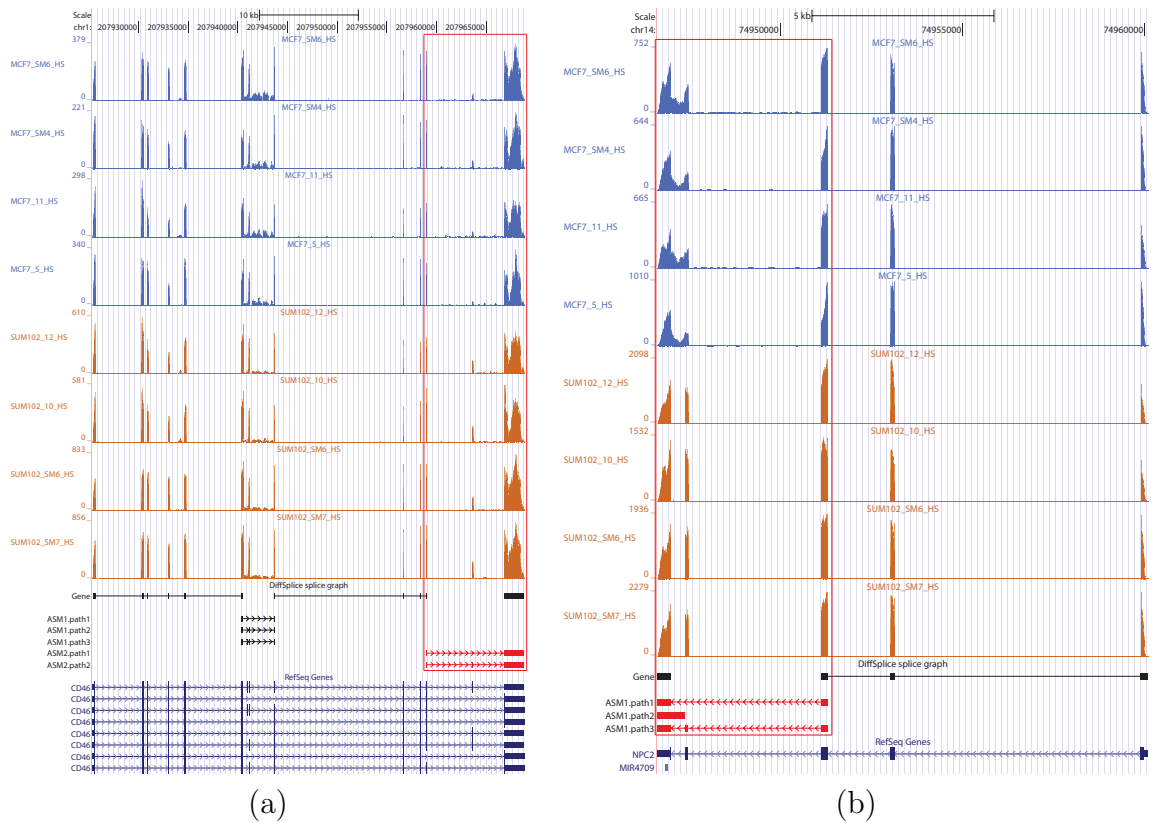 Scale 10 kb
chr1: 207930000 207935000 207940000 207945000 207950000 207955000 207960000 207965000
379 MCF7_SM6_HS
MCF7_SM6_HS
0
221 MCF7_SM4_HS
MCF7_SM4_HS
0
298 MCF7_11_HS
MCF7_11_HS
0
340 MCF7_5_HS
MCF7_5_HS
0
610 SUM102_12_HS
SUM102_12_HS
0
581 SUM102_10_HS
SUM102_10_HS
0
833 SUM102_SM6_HS
SUM102_SM6_HS
0
856 SUM102_SM7_HS
SUM102_SM7_HS
0
DiffSplice splice graph
Gene
ASM1.path1
ASM1.path2
ASM1.path3
ASM2.path1
ASM2.path2
RefSeq Genes
CD46
CD46
CD46
CD46
CD46
CD46
CD46
CD46
(a)
Scale 5 kb
chr14: 74950000 74955000 74960000
752 MCF7_SM6_HS
MCF7_SM6_HS
0
644 MCF7_SM4_HS
MCF7_SM4_HS
0
665 MCF7_11_HS
MCF7_11_HS
0
1010 MCF7_5_HS
MCF7_5_HS
0
2098 SUM102_12_HS
SUM102_12_HS
0
1532 SUM102_10_HS
SUM102_10_HS
0
1936 SUM102_SM6_HS
SUM102_SM6_HS
0
2279 SUM102_SM7_HS
SUM102_SM7_HS
0
DiffSplice splice graph
Gene
ASM1.path1
ASM1.path2
ASM1.path3
RefSeq Genes
NPC2
MIR4709
(b)